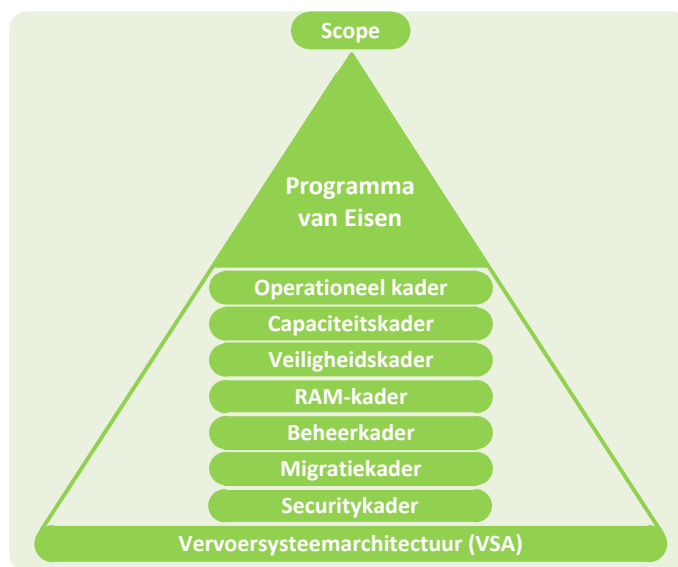 Scope
Programma
van Eisen
Operationeel kader
Capaciteitskader
Veiligheidskader
RAM-kader
Beheerkader
Migratiekader
Securitykader
Vervoersysteemarchitectuur (VSA)